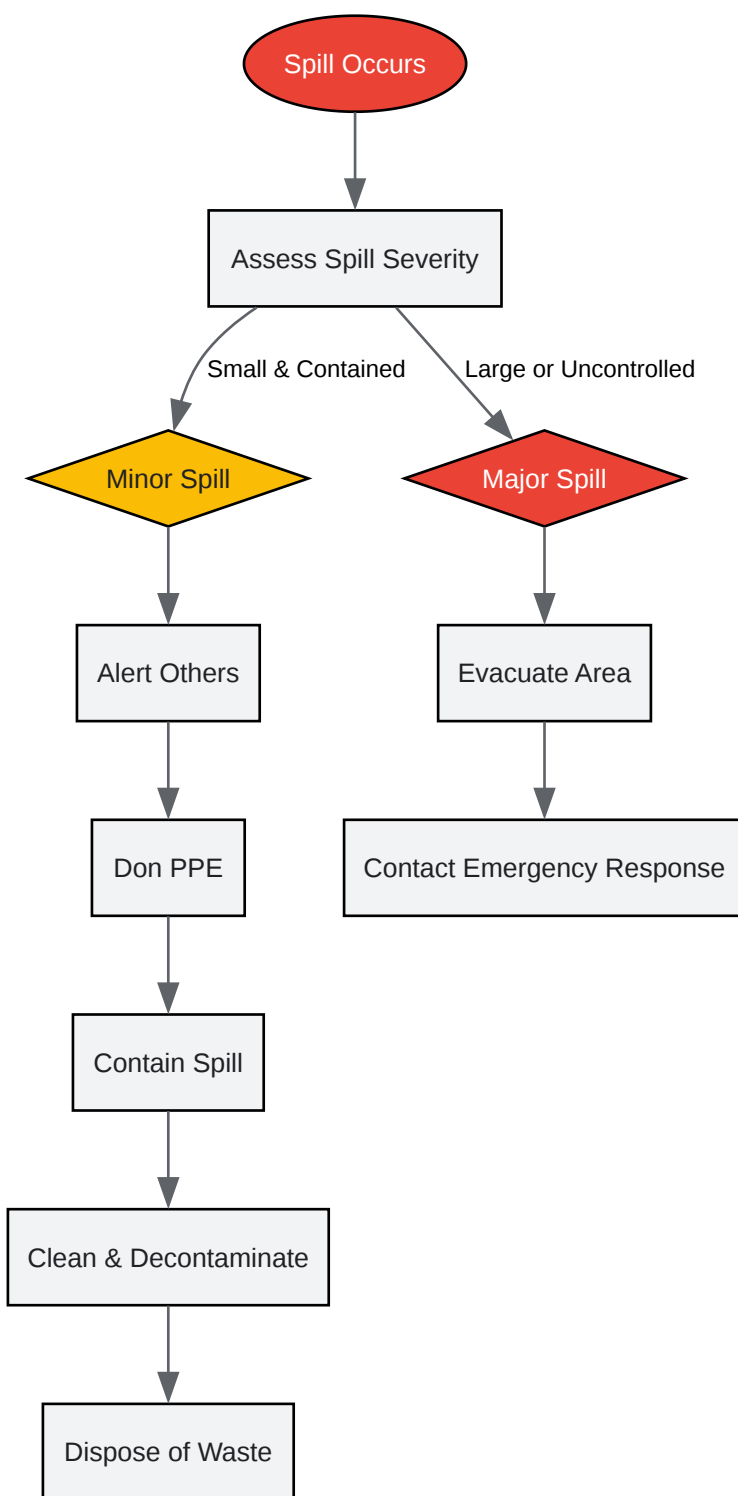 Spill Occurs
Assess Spill Severity
Small & Contained
Large or Uncontrolled
Minor Spill
Major Spill
Alert Others
Evacuate Area
Don PPE
Contact Emergency Response
Contain Spill
Clean & Decontaminate
Dispose of Waste